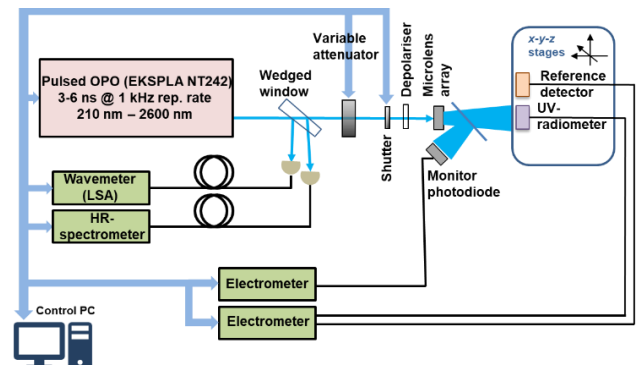 Pulsed OPO (EKSPLA NT242)
3-6 ns @ 1 kHz rep. rate
210 nm – 2600 nm
Wedged
window
Variable
attenuator
Shutter
Depolariser
Microlens
array
x-y-z
stages
Reference
detector
UV-
radiometer
Monitor
photodiode
Wavemeter
(LSA)
HR-
spectrometer
Electrometer
Electrometer
Control PC